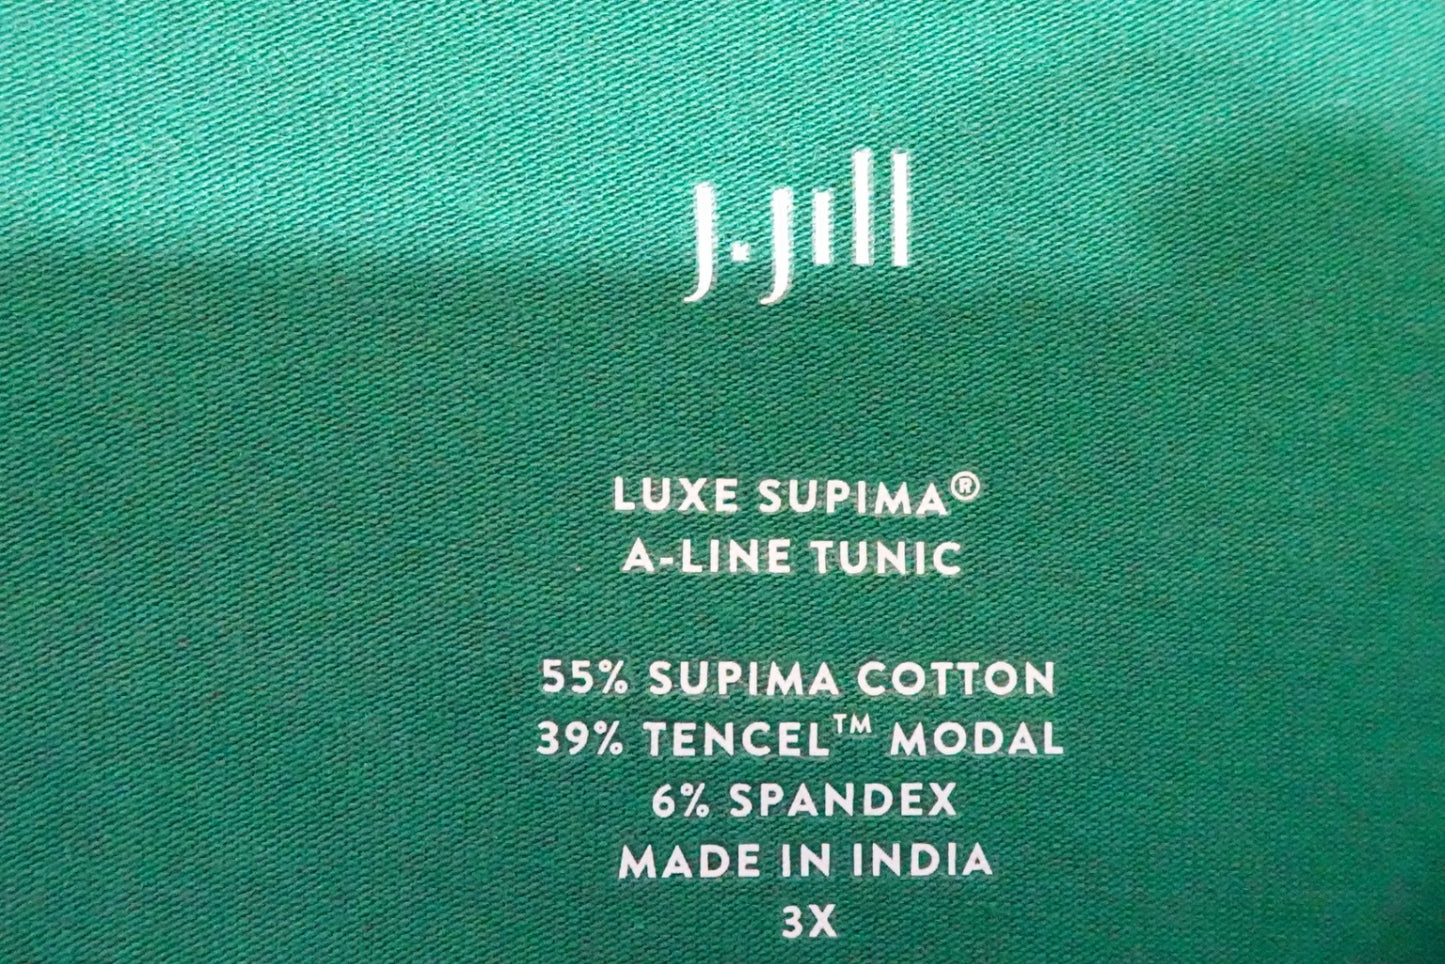 J.Jill
LUXE SUPIMA®
A-LINE TUNIC
55% SUPIMA COTTON
39% TENCEL™ MODAL
6% SPANDEX
MADE IN INDIA
3X